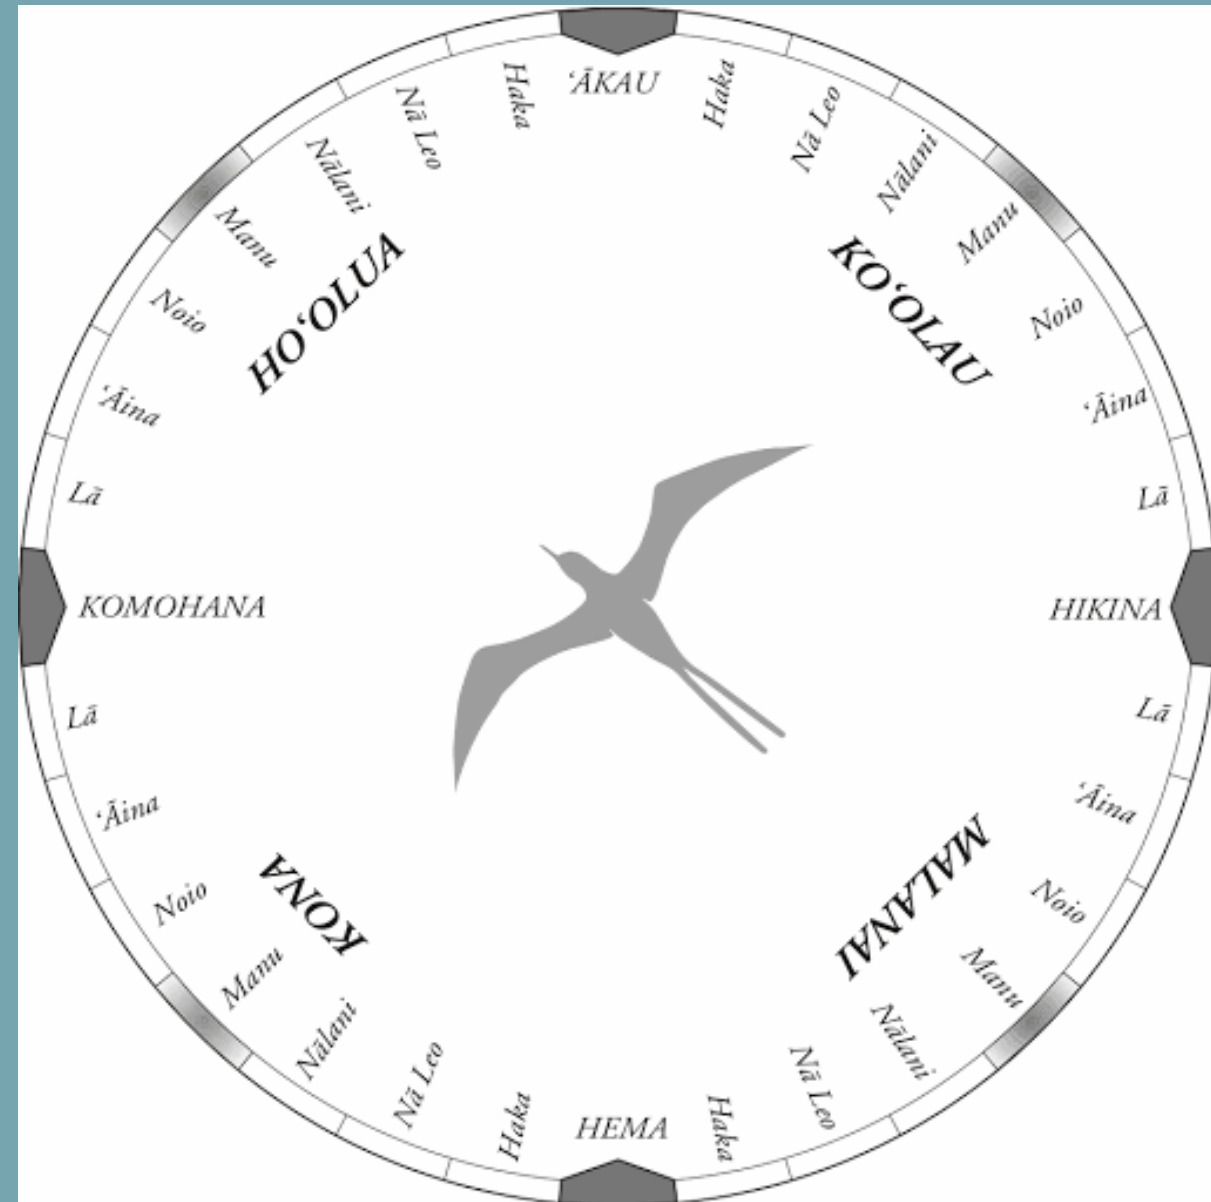 ʻĀKAU
Haka
Nā Leo
Nālani
Manu
Noio
ʻĀina
Lā
HIKINA
Lā
ʻĀina
Noio
Manu
Nālani
Nā Leo
Haka
HEMA
Haka
Nā Leo
Nālani
Manu
Noio
ʻĀina
Lā
KOMOHANA
Lā
ʻĀina
Noio
Manu
Nālani
Nā Leo
Haka
HOʻOLUA
KOʻOLAU
MALANAI
KONA